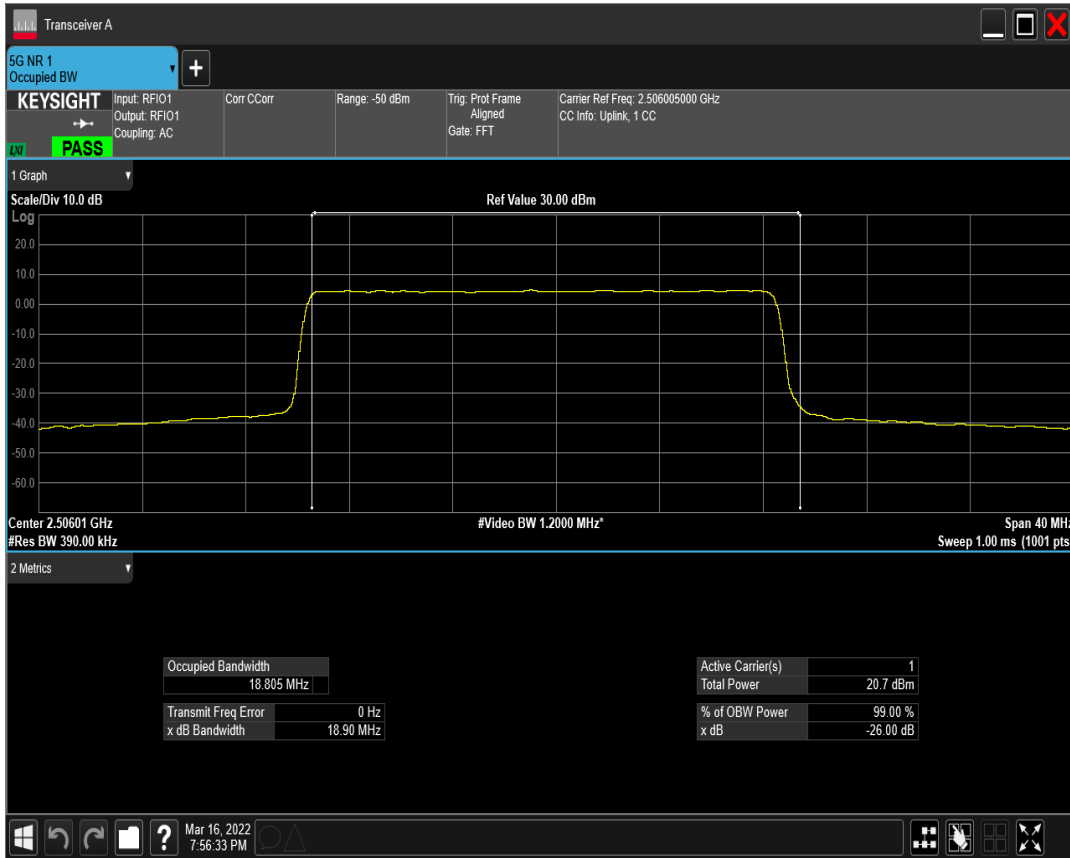 Transceiver A
5G NR 1
Occupied BW
KEYSIGHT
LXI
PASS
Input: RFIO1
Output: RFIO1
Coupling: AC
Corr CCorr
Range: -50 dBm
Trig: Prot Frame
Aligned
Gate: FFT
Carrier Ref Freq: 2.506005000 GHz
CC Info: Uplink, 1 CC
1 Graph
Scale/Div 10.0 dB
Ref Value 30.00 dBm
Log
20.0
10.0
0.00
-10.0
-20.0
-30.0
-40.0
-50.0
-60.0
Center 2.50601 GHz
#Video BW 1.2000 MHz*
Span 40 MHz
#Res BW 390.00 kHz
Sweep 1.00 ms (1001 pts
2 Metrics
Occupied Bandwidth
18.805 MHz
Transmit Freq Error 0 Hz
x dB Bandwidth 18.90 MHz
Active Carrier(s) 1
Total Power 20.7 dBm
% of OBW Power 99.00 %
x dB -26.00 dB
?
Mar 16, 2022
7:56:33 PM